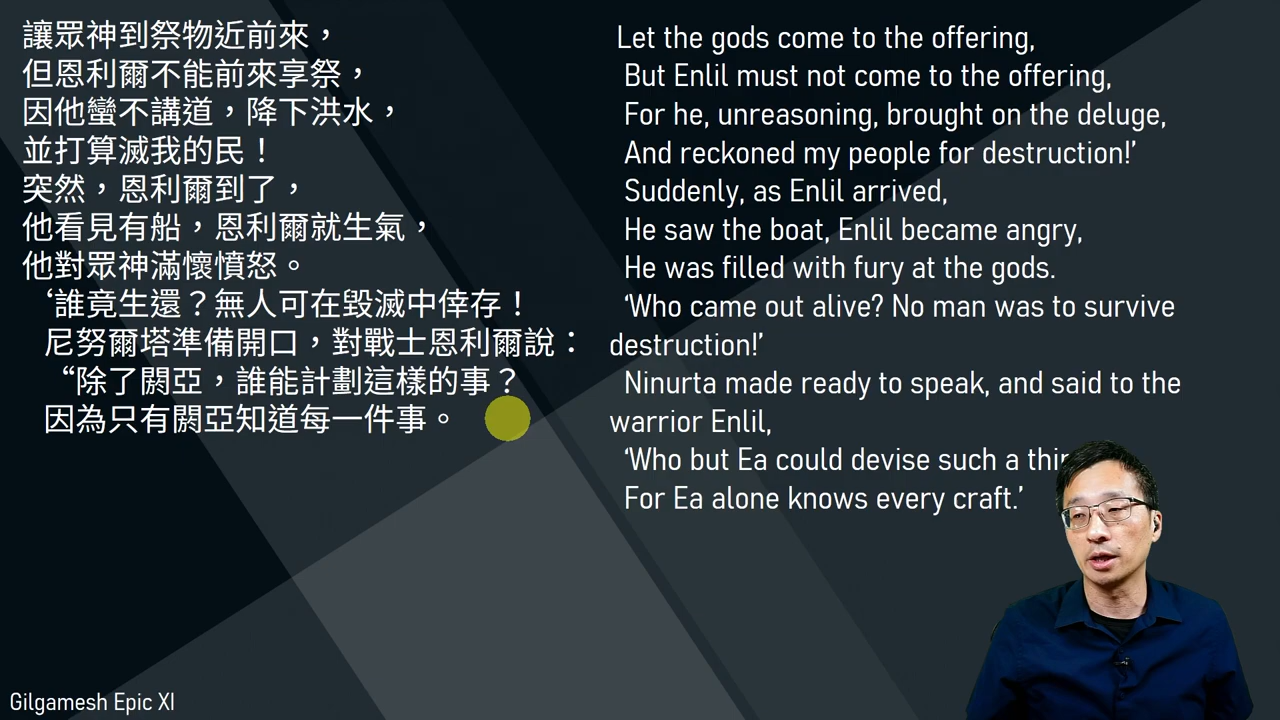 讓眾神到祭物近前來，
但恩利爾不能前來享祭，
因他蠻不講道，降下洪水，
並打算滅我的民！
突然，恩利爾到了，
他看見有船，恩利爾就生氣，
他對眾神滿懷憤怒。
‘誰竟生還？無人可在毀滅中倖存！
尼努爾塔準備開口，對戰士恩利爾說：
“除了閼亞，誰能計劃這樣的事？
因為只有閼亞知道每一件事。
Let the gods come to the offering,
But Enlil must not come to the offering,
For he, unreasoning, brought on the deluge,
And reckoned my people for destruction!’
Suddenly, as Enlil arrived,
He saw the boat, Enlil became angry,
He was filled with fury at the gods.
‘Who came out alive? No man was to survive
destruction!’
Ninurta made ready to speak, and said to the
warrior Enlil,
‘Who but Ea could devise such a
For Ea alone knows every craft.’
Gilgamesh Epic XI